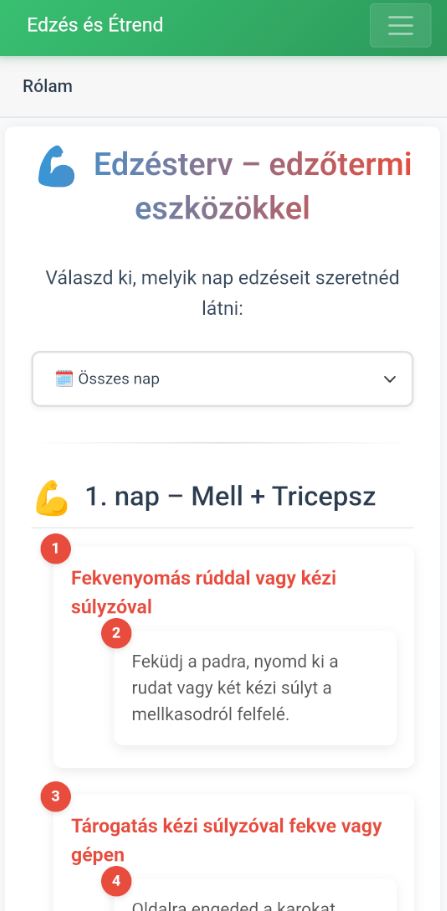 Edzés és Étrend
Rólam
💪 Edzésterv – edzőtermi
eszközökkel
Válaszd ki, melyik nap edzéseit szeretnéd
látni:
🗓️ Összes nap
💪 1. nap – Mell + Tricepsz
1
Fekvenyomás rúddal vagy kézi
súlyzóval
2
Feküdj a padra, nyomd ki a
rudat vagy két kézi súlyt a
mellkasodról felfelé.
3
Tárogatás kézi súlyzóval fekve vagy
gépen
4
Oldalra engeded a karokat